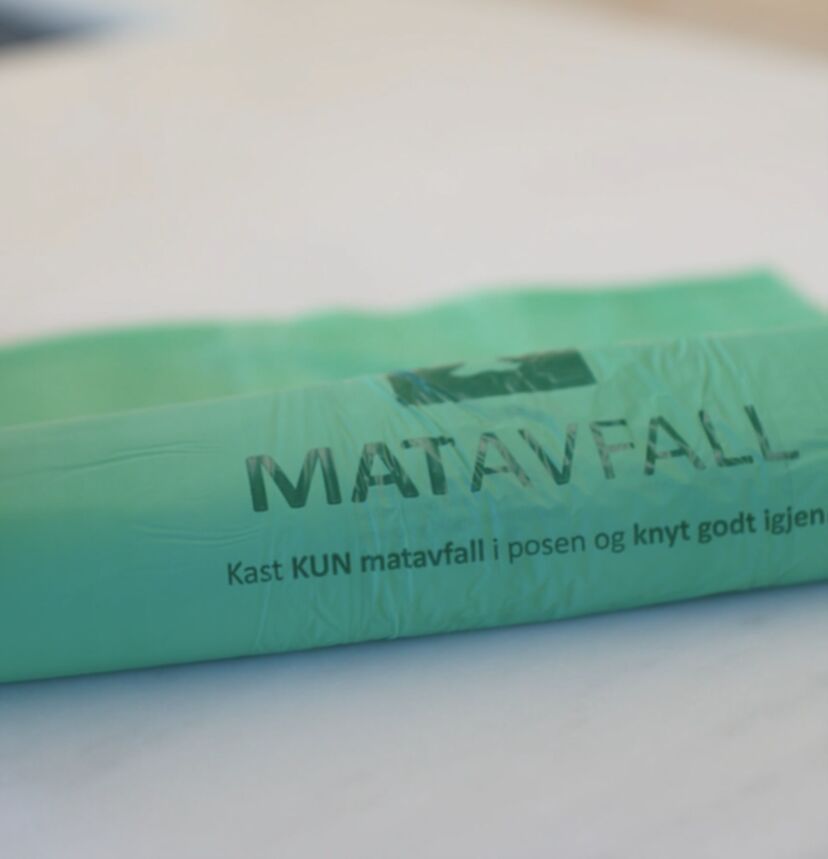 MATAVFALL
Kast KUN matavfall i posen og knyt godt igjen